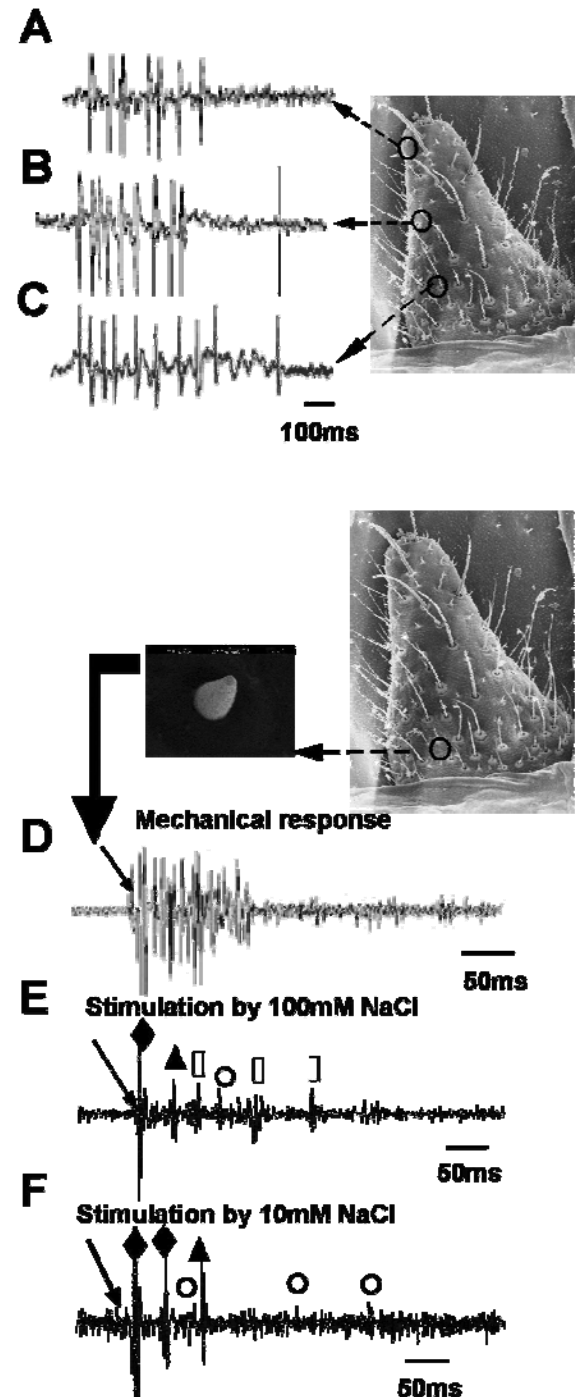 A
B
C
100ms
Mechanical response
D
50ms
E
Stimulation by 100mM NaCl
50ms
F
Stimulation by 10mM NaCl
50ms